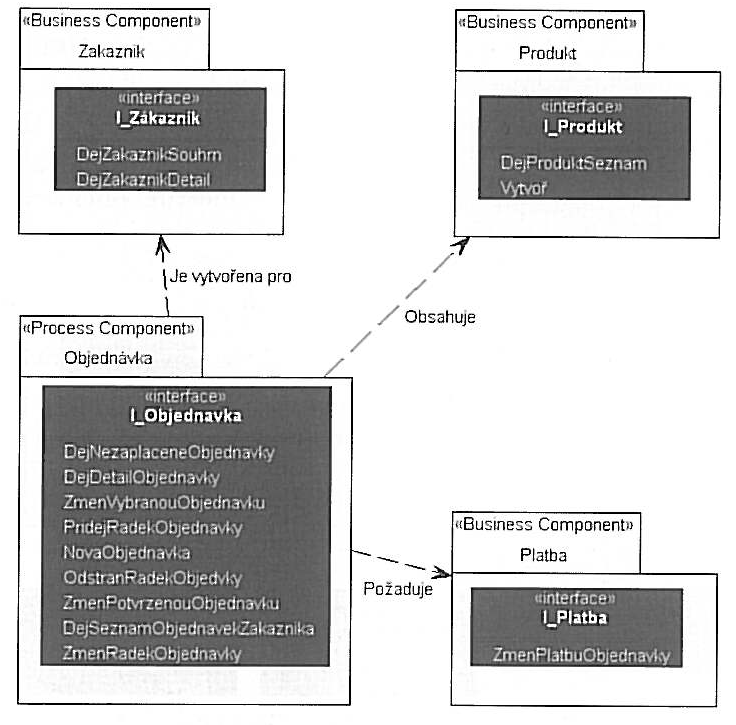 «Business Component»
Zakaznik
«interface»
I_Zákazník
DejZakaznikSouhrn
DejZakaznikDetail
«Business Component»
Produkt
«interface»
I_Produkt
DejProduktSeznam
Vytvoř
Je vytvořena pro
Obsahuje
«Process Component»
Objednávka
«interface»
I_Objednavka
DejNezaplaceneObjednavky
DejDetailObjednavky
ZmenVybranouObjednavku
PridejRadekObjednavky
NovaObjednavka
OdstranRadekObjedvky
ZmenPotvrzenouObjednavku
DejSeznamObjednavekZakaznika
ZmenRadekObjednavky
Požaduje
«Business Component»
Platba
«interface»
I_Platba
ZmenPlatbuObjednavky